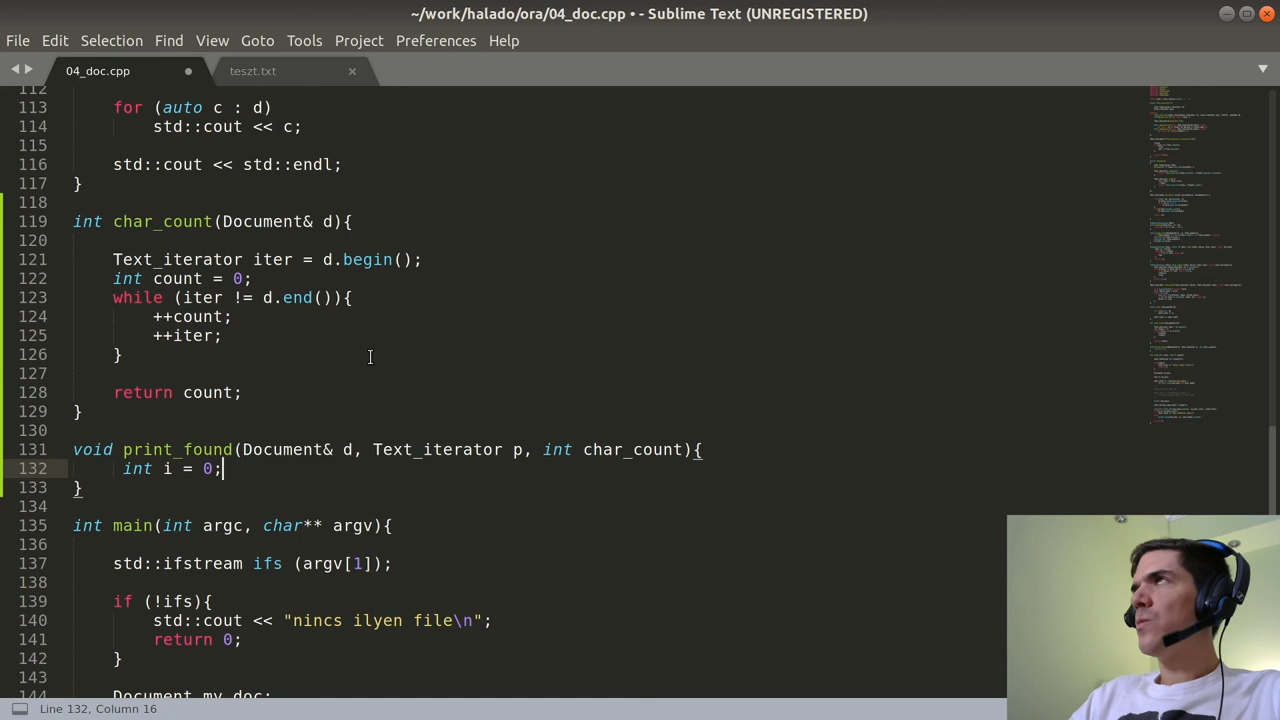 ~/work/halado/ora/04_doc.cpp • - Sublime Text (UNREGISTERED)
File Edit Selection Find View Goto Tools Project Preferences Help
04_doc.cpp teszt.txt
112
113 for (auto c : d)
114 std::cout << c;
115
116 std::cout << std::endl;
117 }
118
119 int char_count(Document& d){
120
121 Text_iterator iter = d.begin();
122 int count = 0;
123 while (iter != d.end()){
124 ++count;
125 ++iter;
126 }
127
128 return count;
129 }
130
131 void print_found(Document& d, Text_iterator p, int char_count){
132 int i = 0;
133 }
134
135 int main(int argc, char** argv){
136
137 std::ifstream ifs (argv[1]);
138
139 if (!ifs){
140 std::cout << "nincs ilyen file\n";
141 return 0;
142 }
143
144 Document my_doc;
Line 132, Column 16